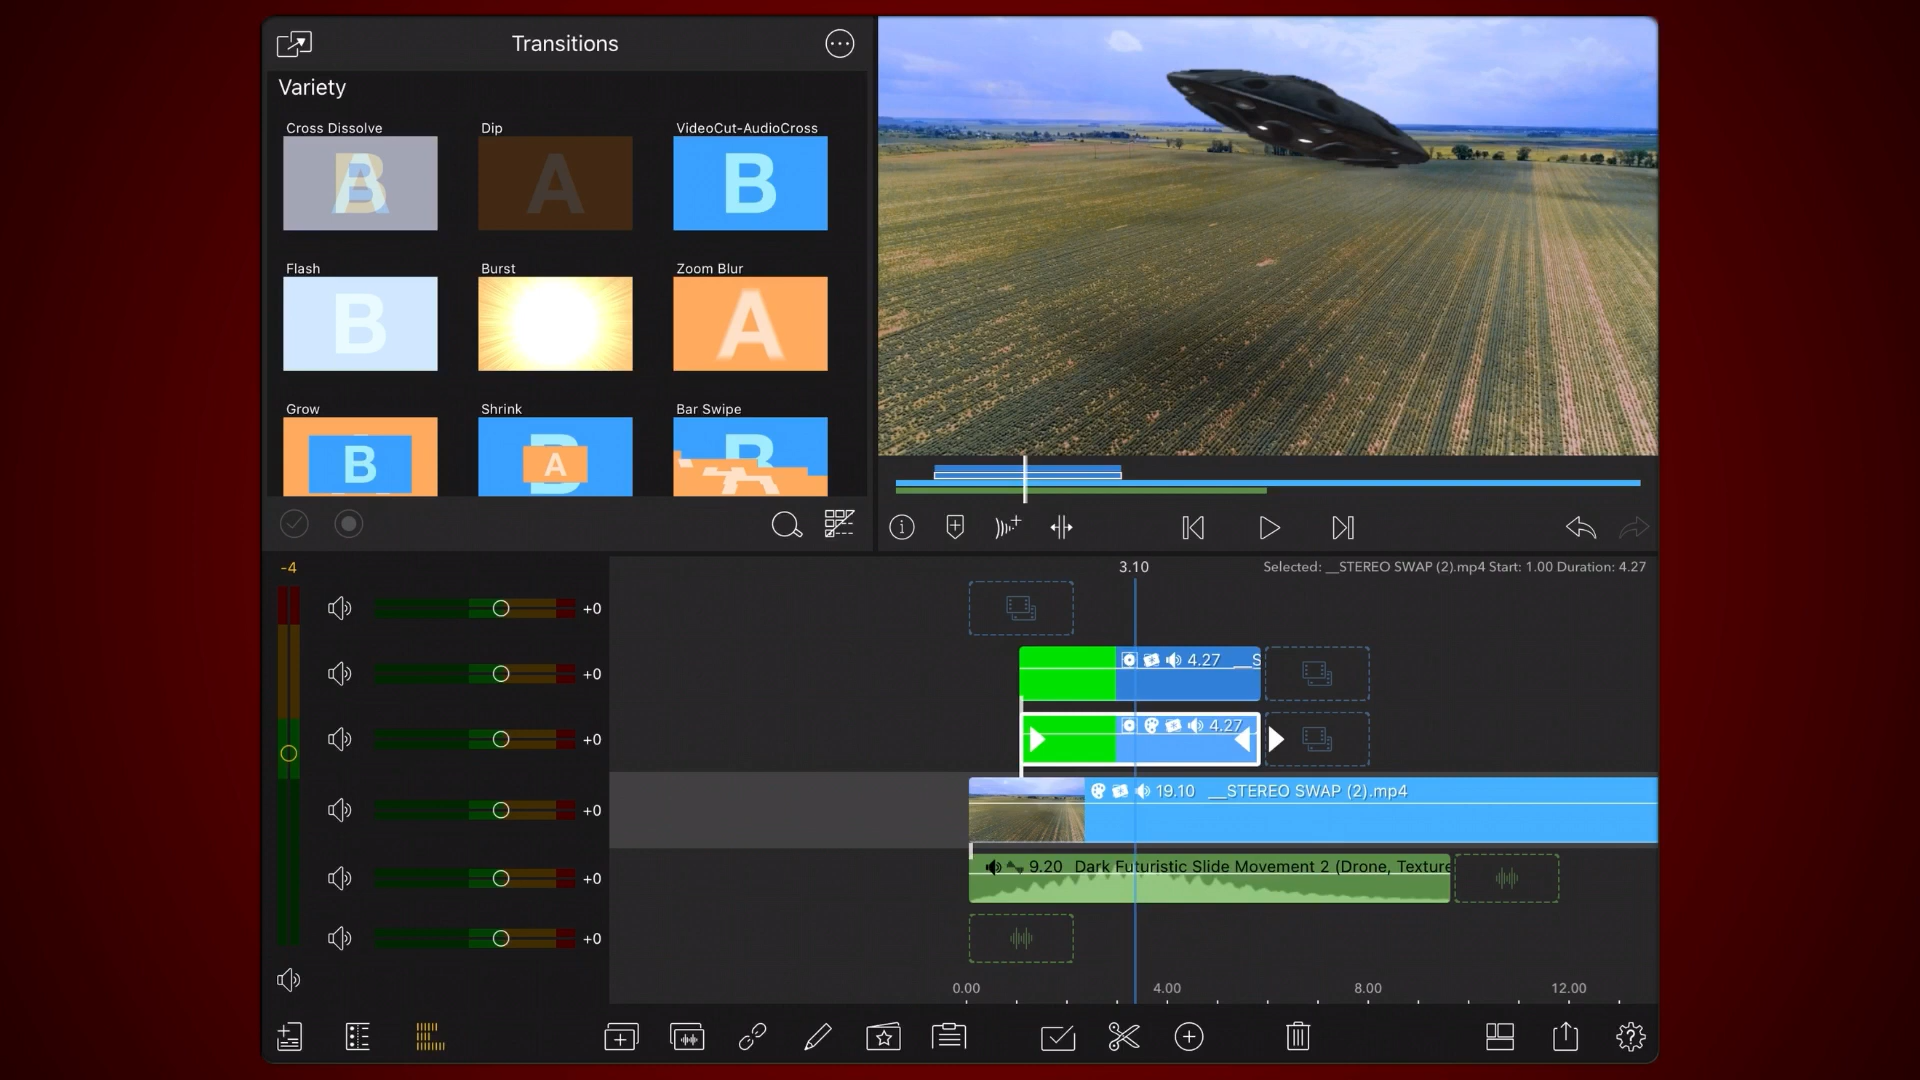 Transitions
Variety
Cross Dissolve
Dip
VideoCut-AudioCross
B
A
A
B
Flash
Burst
Zoom Blur
B
A
Grow
Shrink
Bar Swipe
B
A
-4
3.10
Selected: __STEREO SWAP (2).mp4 Start: 1.00 Duration: 4.27
+0
+0
4.27 __S
+0
4.27
+0
19.10 __STEREO SWAP (2).mp4
+0
9.20 Dark Futuristic Slide Movement 2 (Drone, Texture
+0
0.00
4.00
8.00
12.00